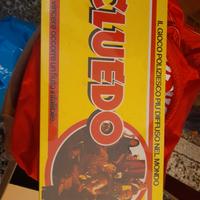 IL GIOCO POLIZIESCO PIÙ DIFFUSO NEL MONDO
CLUEDO